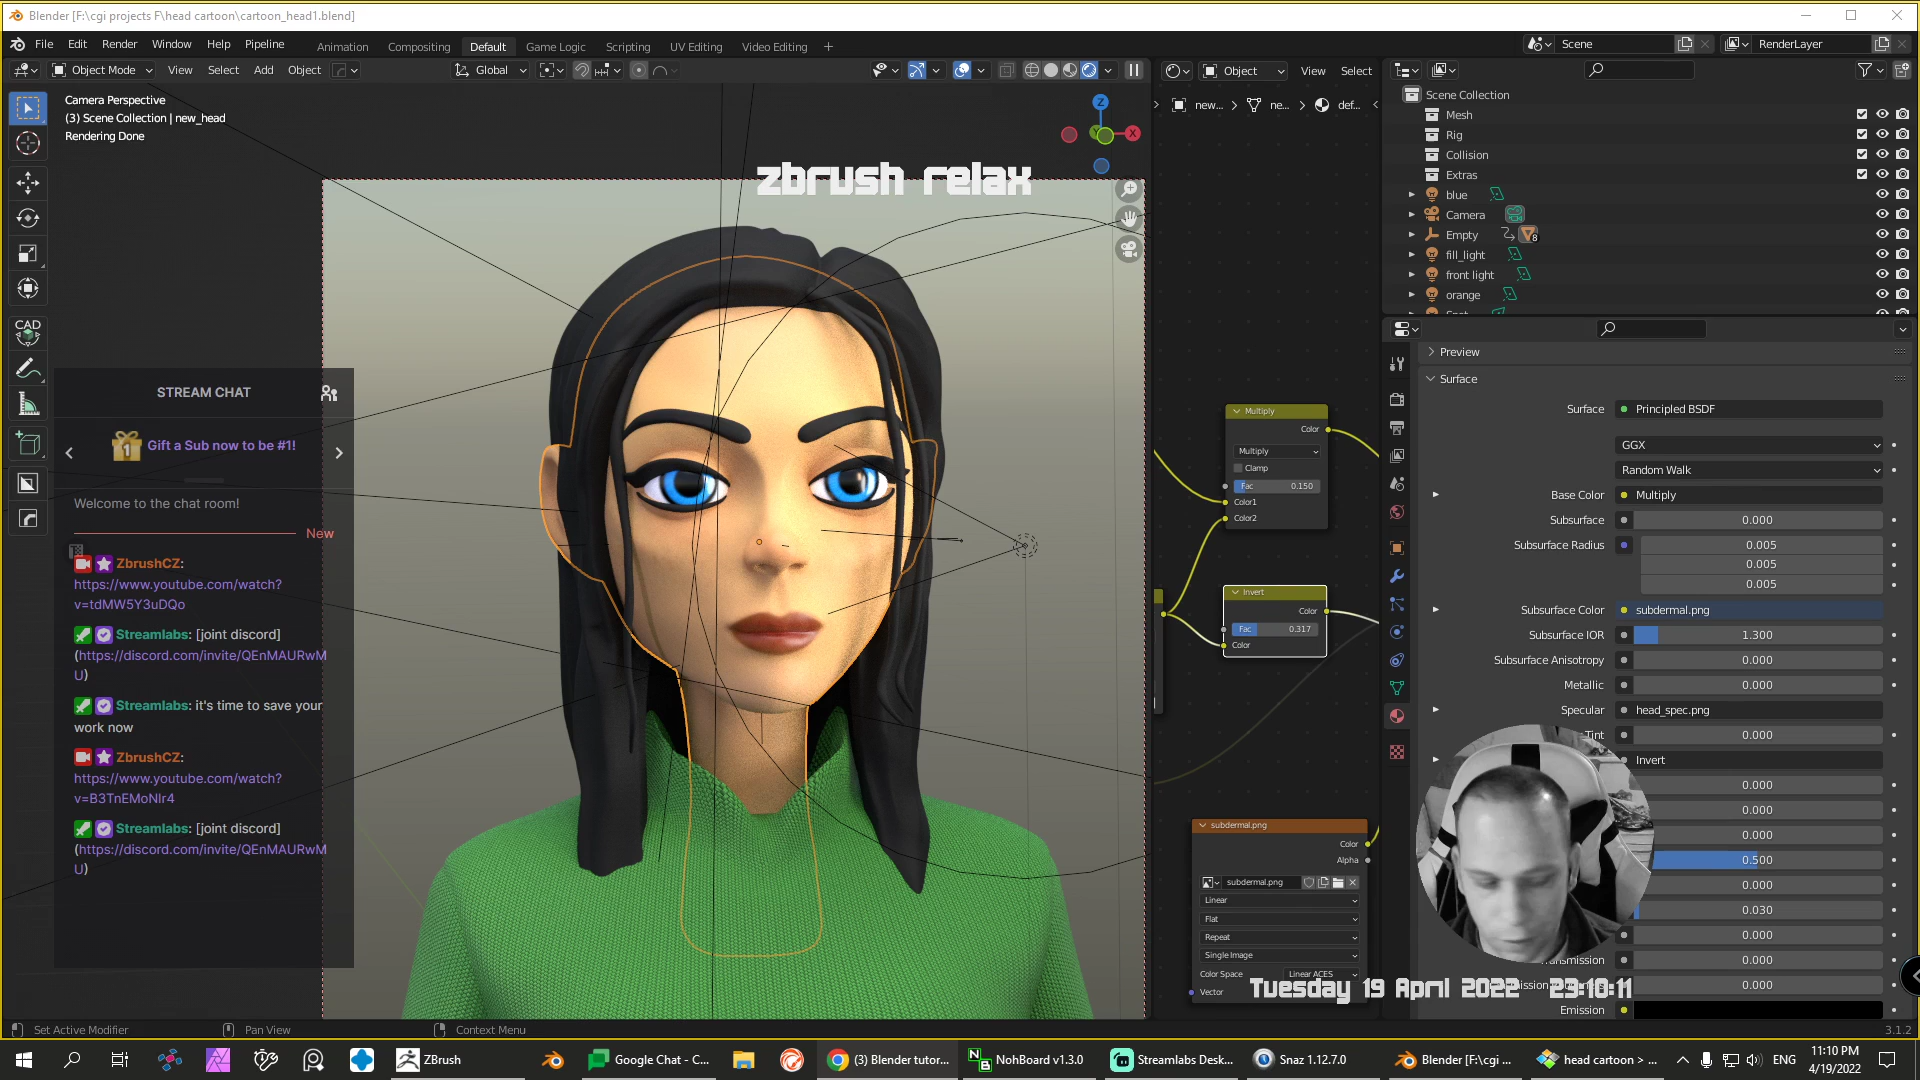 Blender [F:\cgi projects F\head cartoon\cartoon_head1.blend]
File Edit Render Window Help Pipeline
Animation Compositing Default Game Logic Scripting UV Editing Video Editing +
Scene RenderLayer
Object Mode View Select Add Object Global Object View Select
Camera Perspective
(3) Scene Collection | new_head
Rendering Done
new... > ne... > def...
zbrush relax
Z
Y
X
CAD
Scene Collection
Mesh
Rig
Collision
Extras
blue
Camera
Empty 8
fill_light
front light
orange
STREAM CHAT
1 Gift a Sub now to be #1!
Welcome to the chat room!
New
ZbrushCZ:
https://www.youtube.com/watch?
v=tdMW5Y3uDQo
Streamlabs: [joint discord]
(https://discord.com/invite/QEnMAURwM
U)
Streamlabs: it's time to save your
work now
ZbrushCZ:
https://www.youtube.com/watch?
v=B3TnEMoNlr4
Streamlabs: [joint discord]
(https://discord.com/invite/QEnMAURwM
U)
Multiply
Color
Multiply
Clamp
Fac 0.150
Color1
Color2
Invert
Color
Fac 0.317
Color
subdermal.png
Color
Alpha
subdermal.png
Linear
Flat
Repeat
Single Image
Color Space Linear ACES
Vector
Preview
Surface
Surface Principled BSDF
GGX
Random Walk
Base Color Multiply
Subsurface 0.000
Subsurface Radius 0.005
0.005
0.005
Subsurface Color subdermal.png
Subsurface IOR 1.300
Subsurface Anisotropy 0.000
Metallic 0.000
Specular head_spec.png
Tint 0.000
Invert
0.000
0.000
0.000
0.500
0.000
0.030
0.000
0.000
0.000
Emission
Tuesday 19 April 2022 23:10:11
Set Active Modifier Pan View Context Menu 3.1.2
ZBrush Google Chat - C... (3) Blender tutor... NohBoard v1.3.0 Streamlabs Desk... Snaz 1.12.7.0 Blender [F:\cgi ... head cartoon > ... ENG
11:10 PM
4/19/2022